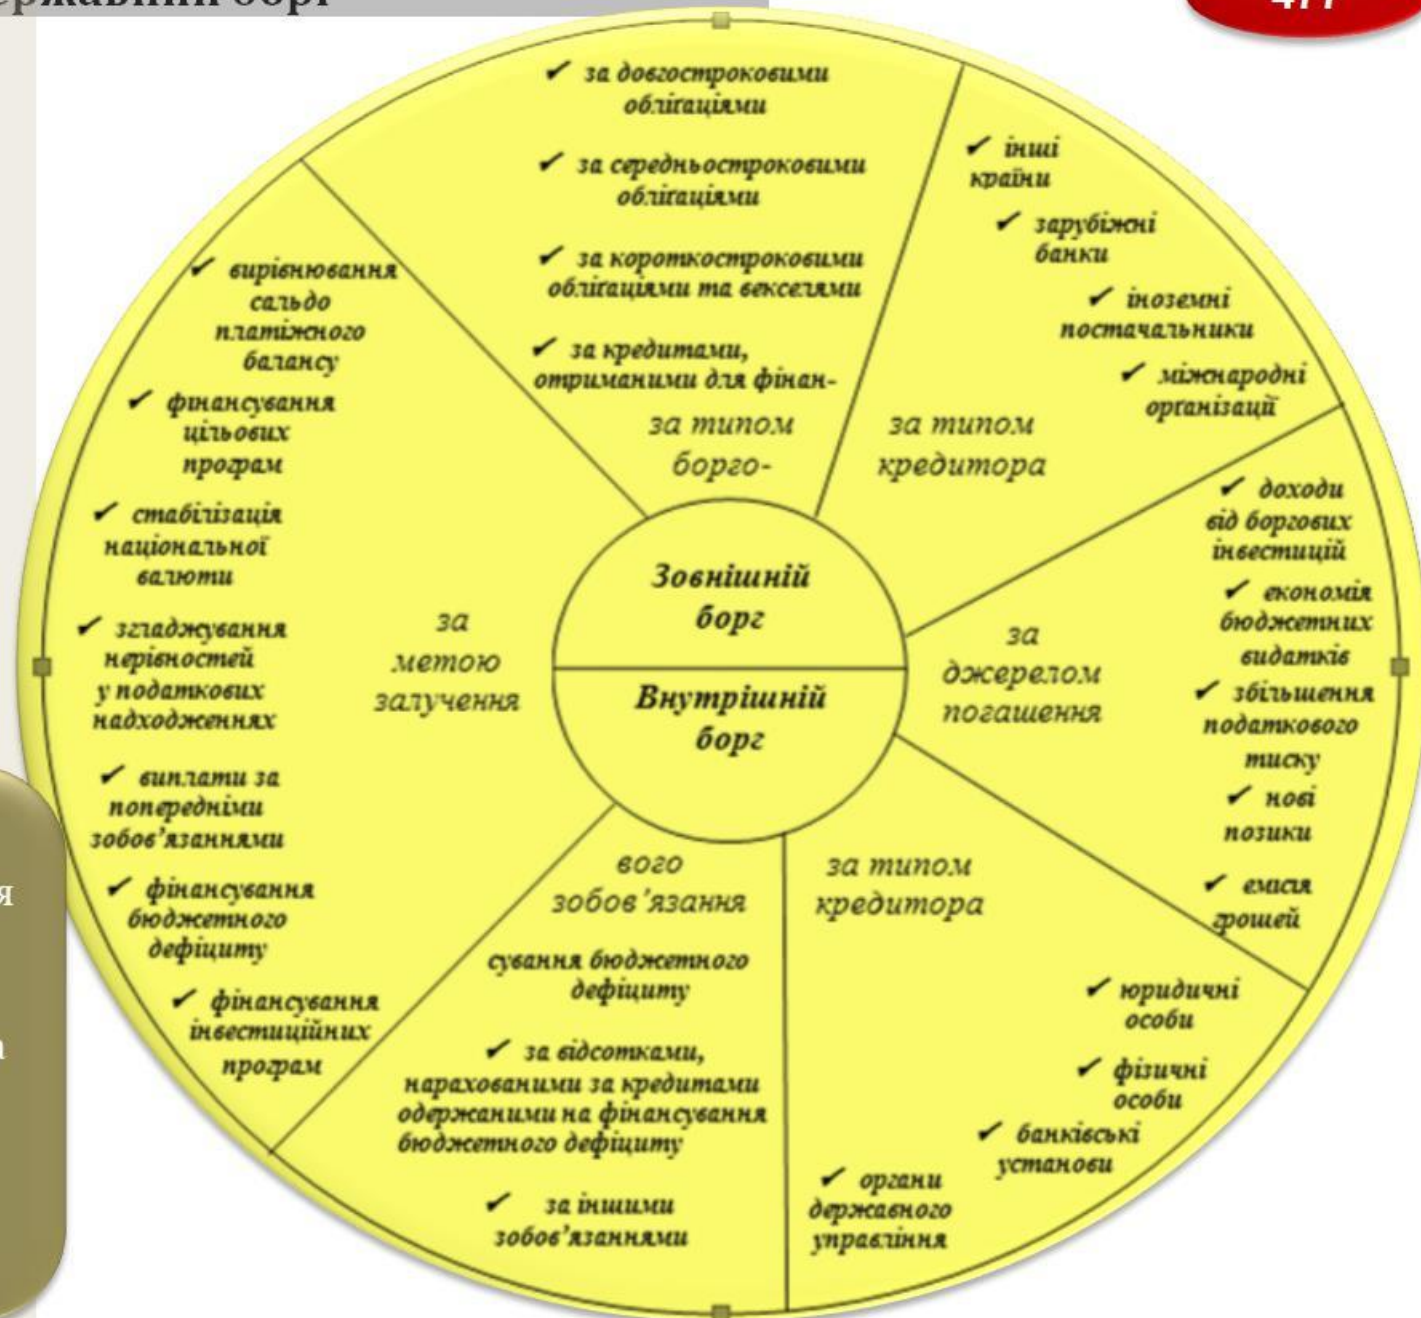 державний борг
477
✓ за довгостроковими
облігаціями
✓ за середньостроковими
облігаціями
✓ за короткостроковими
облігаціями та векселями
✓ за кредитами,
отриманими для фінан-
за типом
борго-
✓ інші
країни
✓ зарубіжні
банки
✓ іноземні
постачальники
✓ міжнародні
організації
за типом
кредитора
✓ доходи
від боргових
інвестицій
✓ економія
бюджетних
видатків
✓ збільшення
податкового
тиску
✓ нові
позики
✓ емісія
грошей
за
джерелом
погашення
✓ вирівнювання
сальдо
платіжного
балансу
✓ фінансування
цільових
програм
✓ стабілізація
національної
валюти
✓ згладжування
нерівностей
у податкових
надходженнях
✓ виплати за
попередніми
зобов’язаннями
✓ фінансування
бюджетного
дефіциту
✓ фінансування
інвестиційних
програм
за
метою
залучення
Зовнішній
борг
Внутрішній
борг
вого
зобов’язання
сування бюджетного
дефіциту
✓ за відсотками,
нарахованими за кредитами
одержаними на фінансування
бюджетного дефіциту
✓ за іншими
зобов’язаннями
за типом
кредитора
✓ юридичні
особи
✓ фізичні
особи
✓ банківські
установи
✓ органи
державного
управління
я